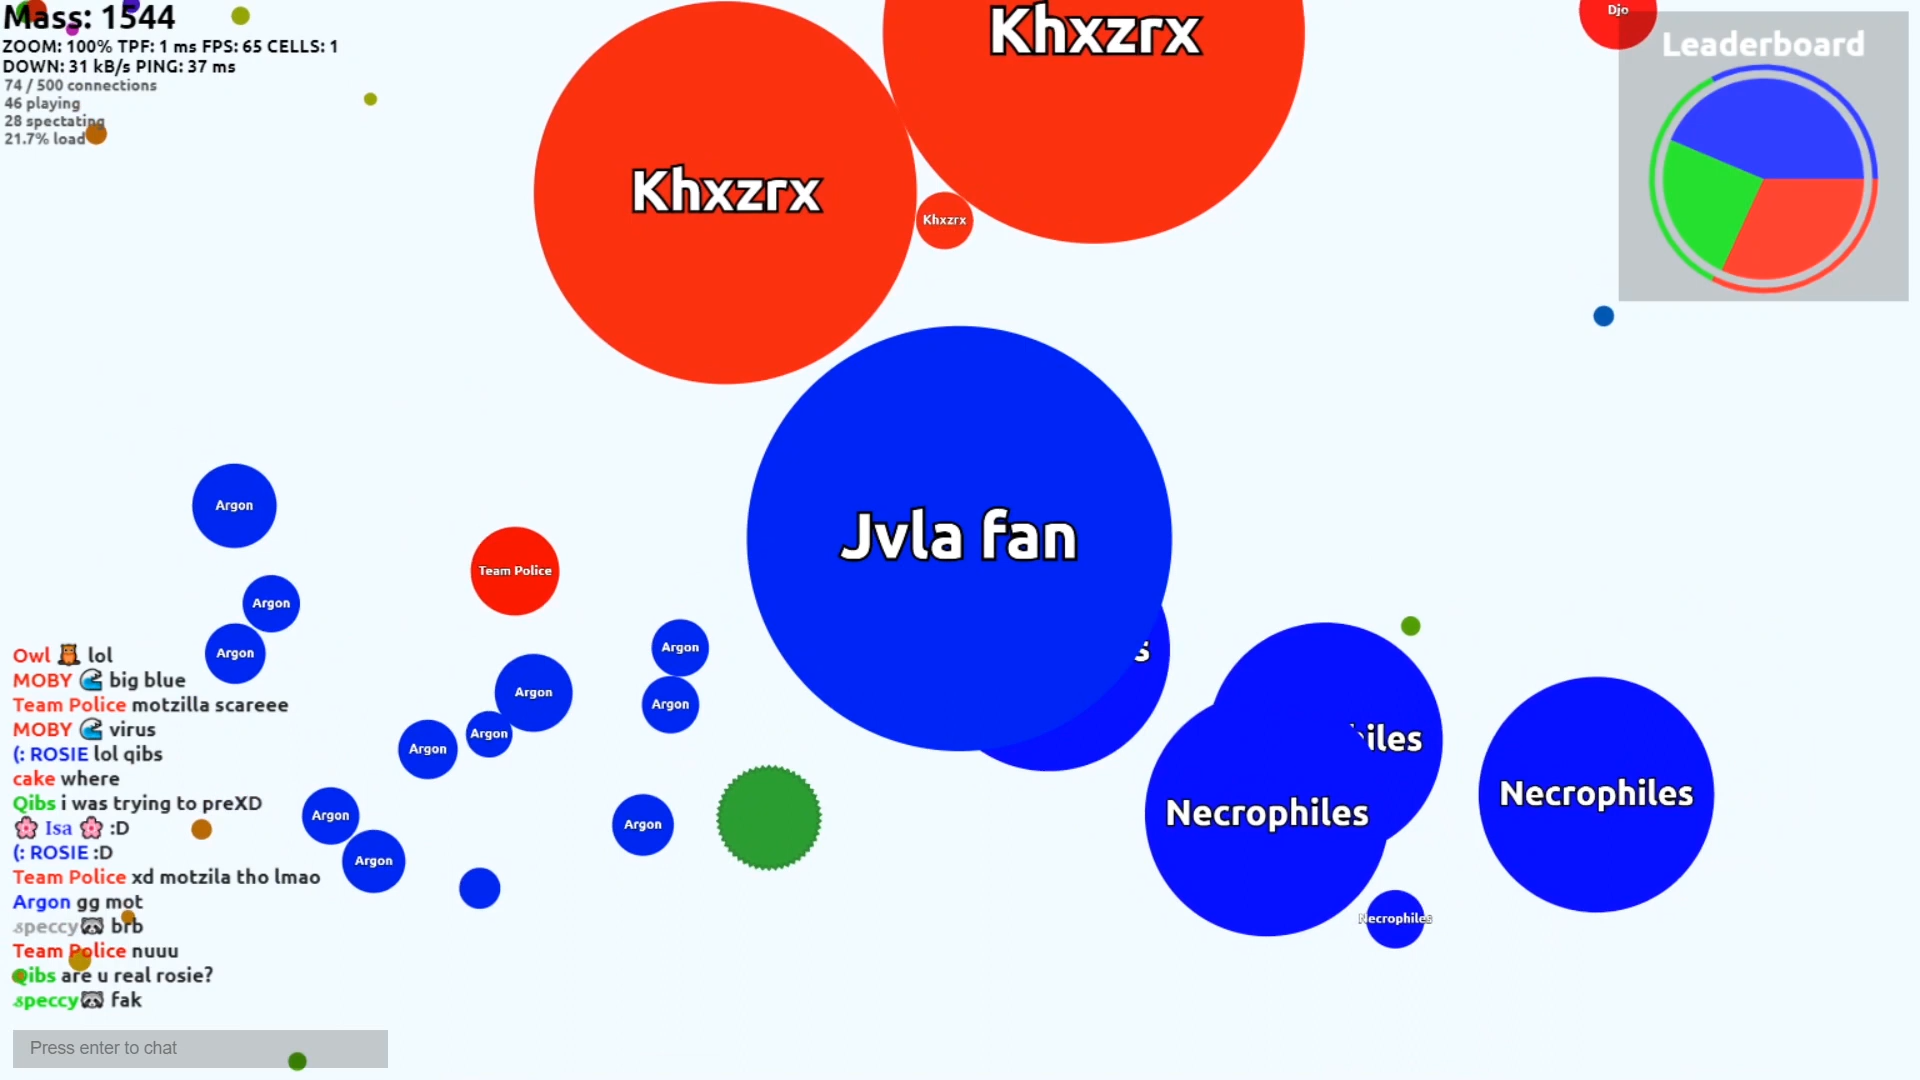 Mass: 1544
ZOOM: 100% TPF: 1 ms FPS: 65 CELLS: 1
DOWN: 31 kB/s PING: 37 ms
74 / 500 connections
46 playing
28 spectating
21.7% load
Khxzrx
Djo
Leaderboard
Khxzrx
Khxzrx
Argon
Jvla fan
Team Police
Argon
Argon
Argon
Argon
Argon
Argon
Argon
s
iles
Necrophiles
Necrophiles
Argon
Argon
Argon
Necrophiles
Owl 🦉 lol
MOBY 🌊 big blue
Team Police motzilla scareee
MOBY 🌊 virus
(: ROSIE lol qibs
cake where
Qibs i was trying to preXD
🌸 Isa 🌸 :D
(: ROSIE :D
Team Police xd motzila tho lmao
Argon gg mot
speccy🦝 brb
Team Police nuuu
Qibs are u real rosie?
speccy🦝 fak
Press enter to chat